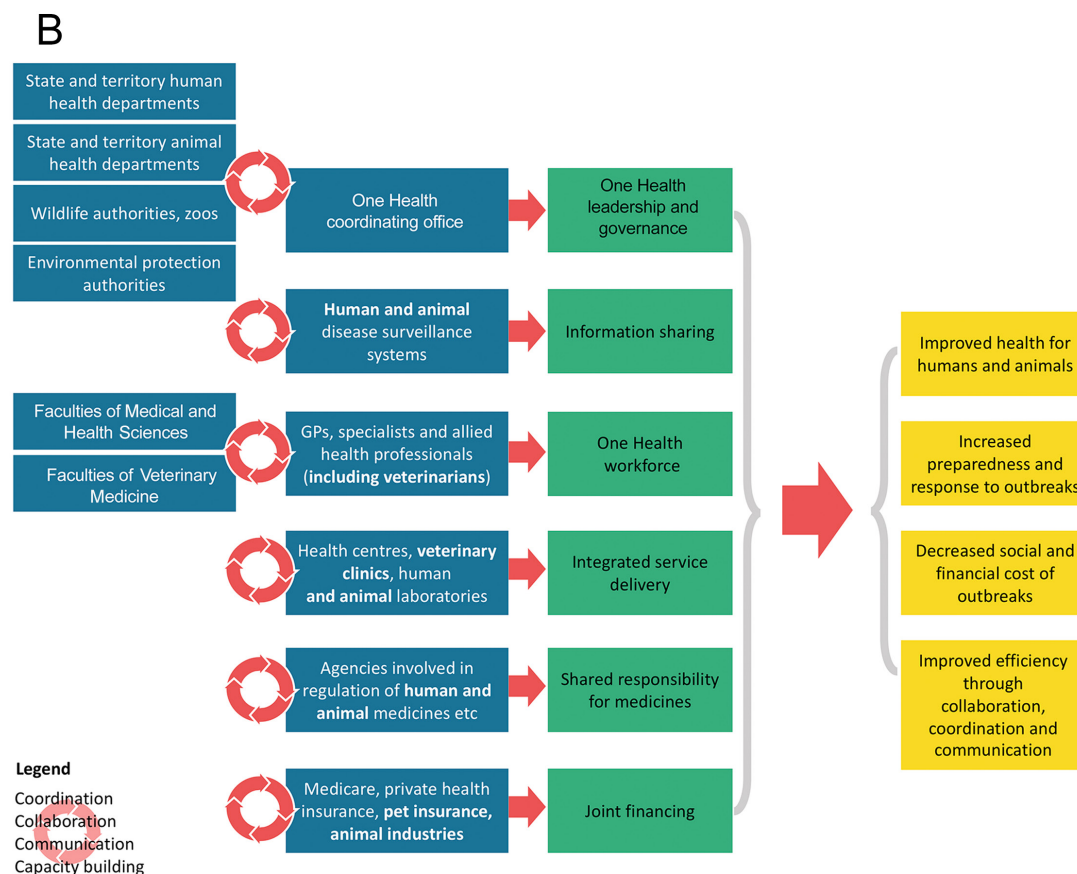 B
State and territory human
health departments
State and territory animal
health departments
Wildlife authorities, zoos
Environmental protection
authorities
One Health
coordinating office
One Health
leadership and
governance
Human and animal
disease surveillance
systems
Information sharing
Faculties of Medical and
Health Sciences
Faculties of Veterinary
Medicine
GPs, specialists and allied
health professionals
(including veterinarians)
One Health
workforce
Health centres, veterinary
clinics, human
and animal laboratories
Integrated service
delivery
Agencies involved in
regulation of human and
animal medicines etc
Shared responsibility
for medicines
Medicare, private health
insurance, pet insurance,
animal industries
Joint financing
Improved health for
humans and animals
Increased
preparedness and
response to outbreaks
Decreased social and
financial cost of
outbreaks
Improved efficiency
through
collaboration,
coordination and
communication
Legend
Coordination
Collaboration
Communication
Capacity building